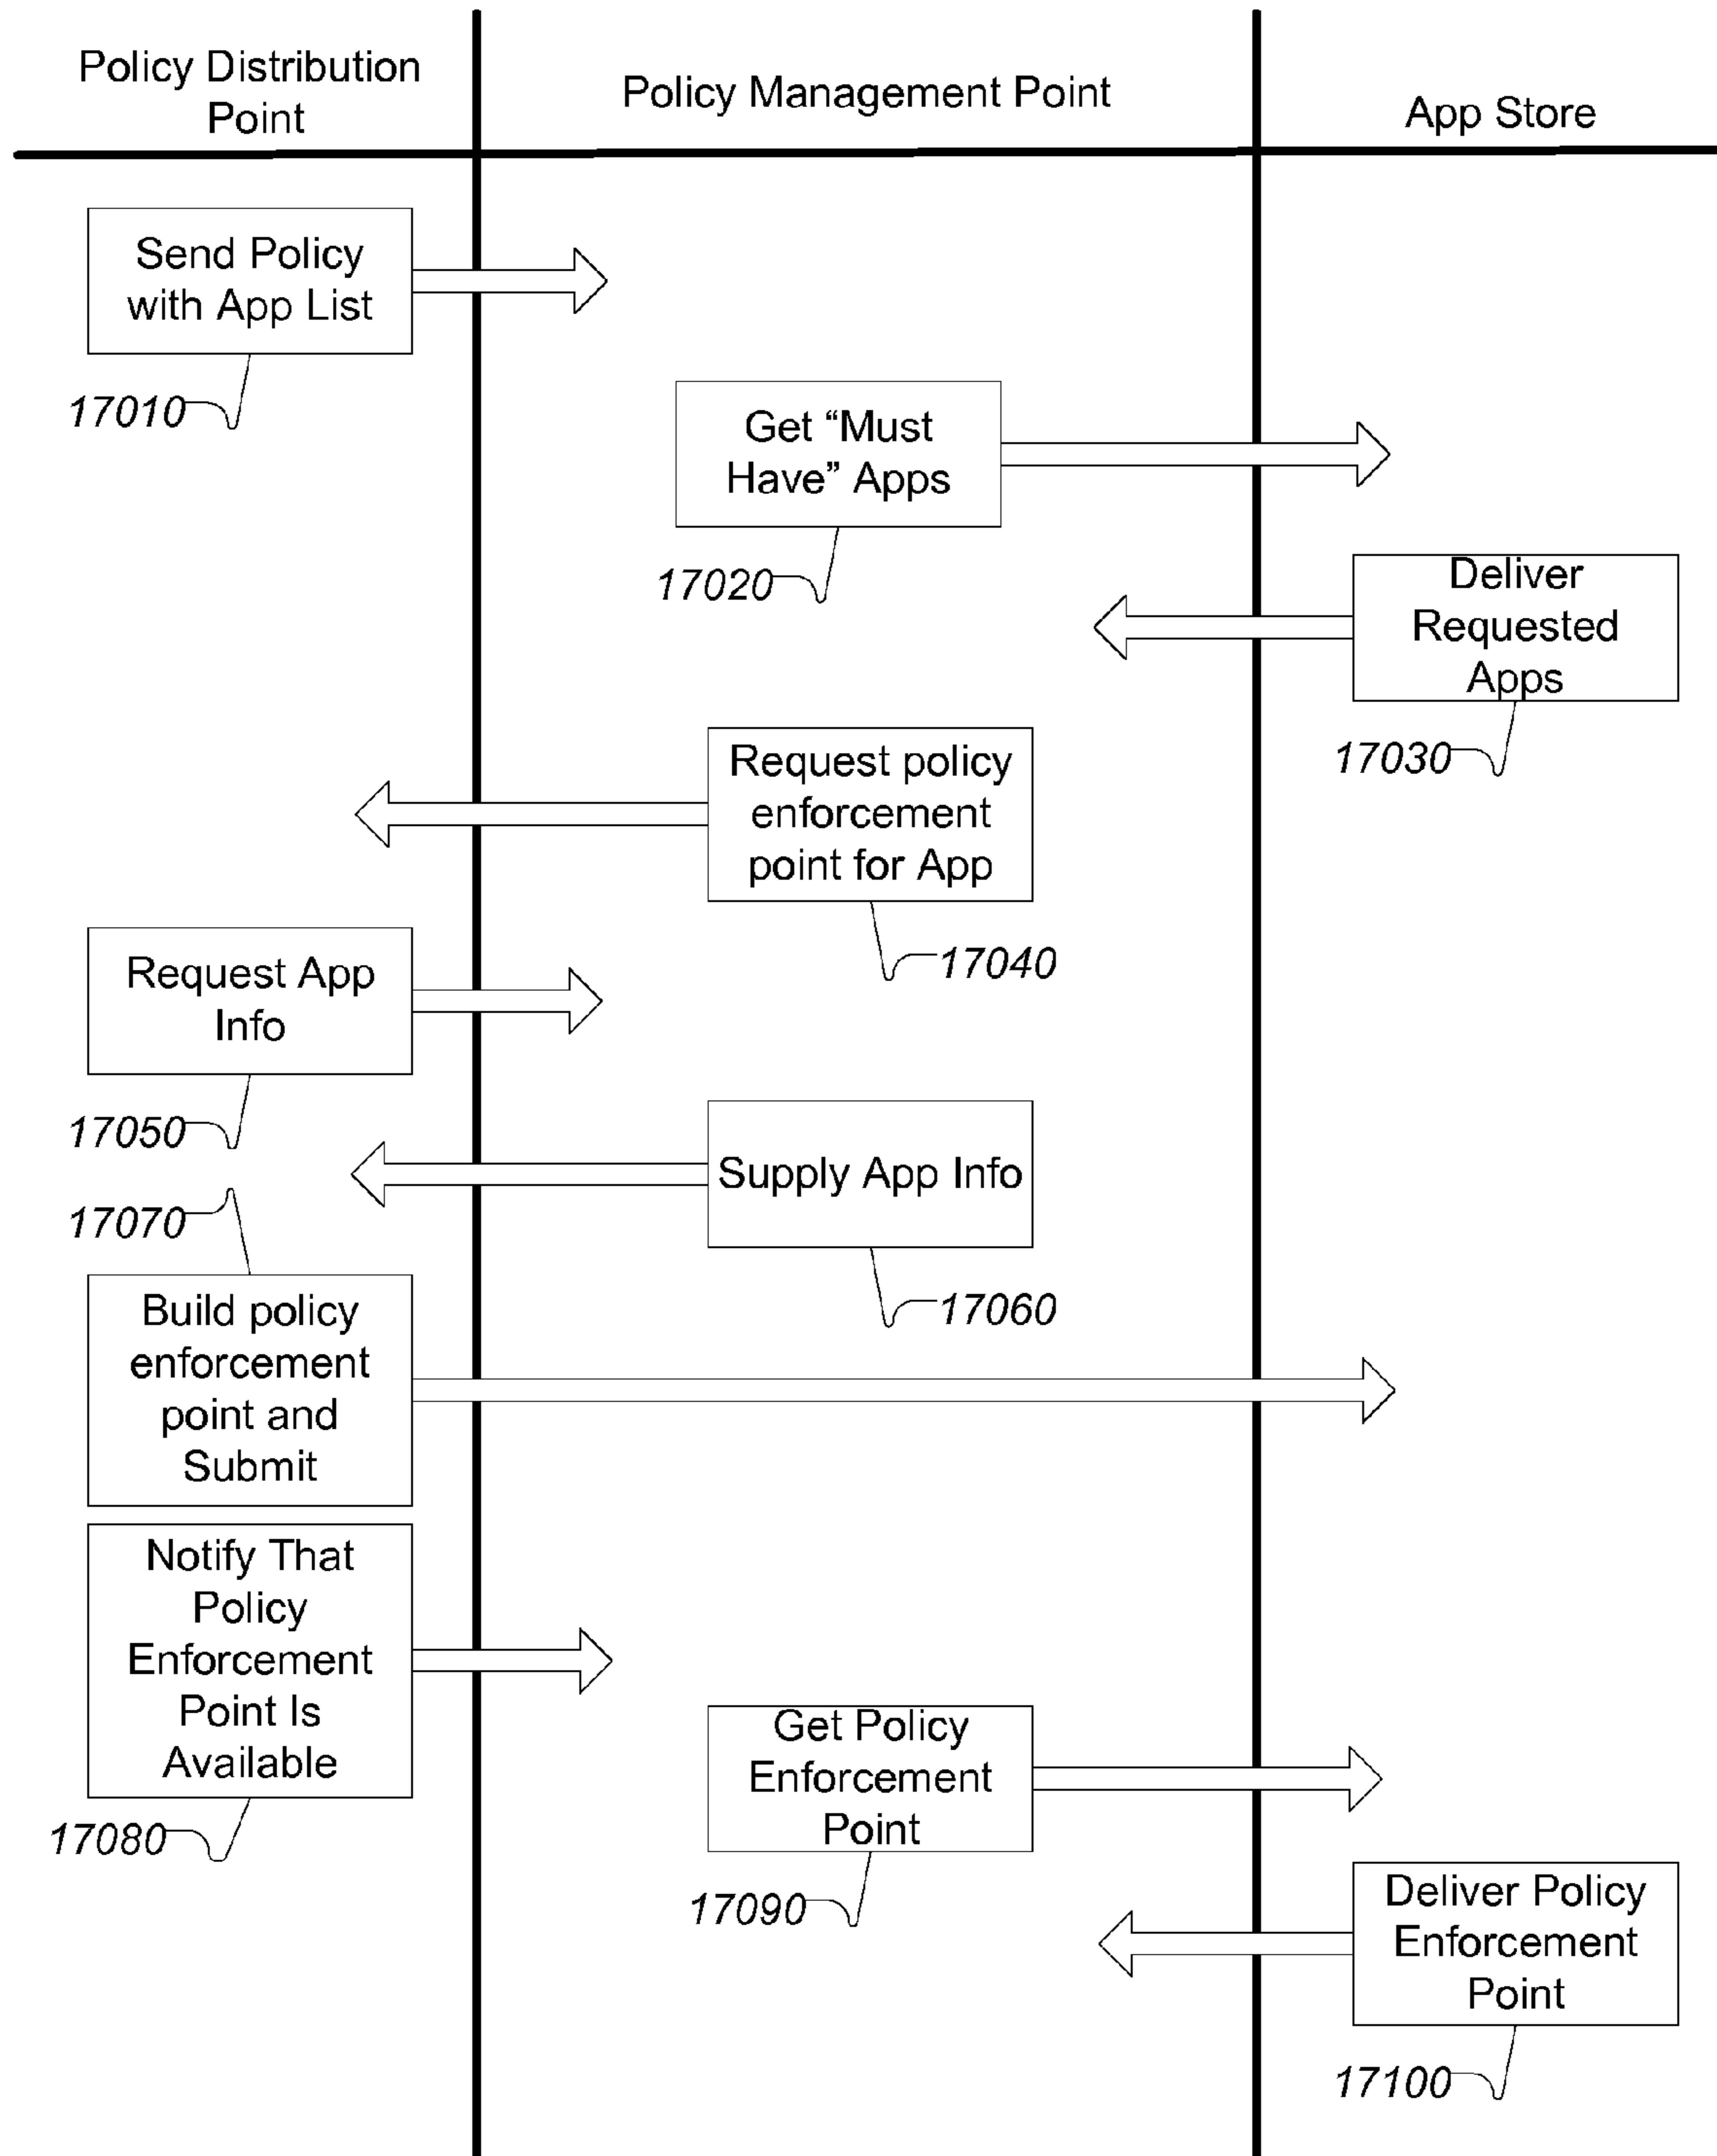 Policy Distribution
Point
Policy Management Point
App Store
Send Policy
with App List
17010
Get “Must
Have” Apps
17020
Deliver
Requested
Apps
17030
Request policy
enforcement
point for App
17040
Request App
Info
17050
Supply App Info
17060
17070
Build policy
enforcement
point and
Submit
Notify That
Policy
Enforcement
Point Is
Available
17080
Get Policy
Enforcement
Point
17090
Deliver Policy
Enforcement
Point
17100